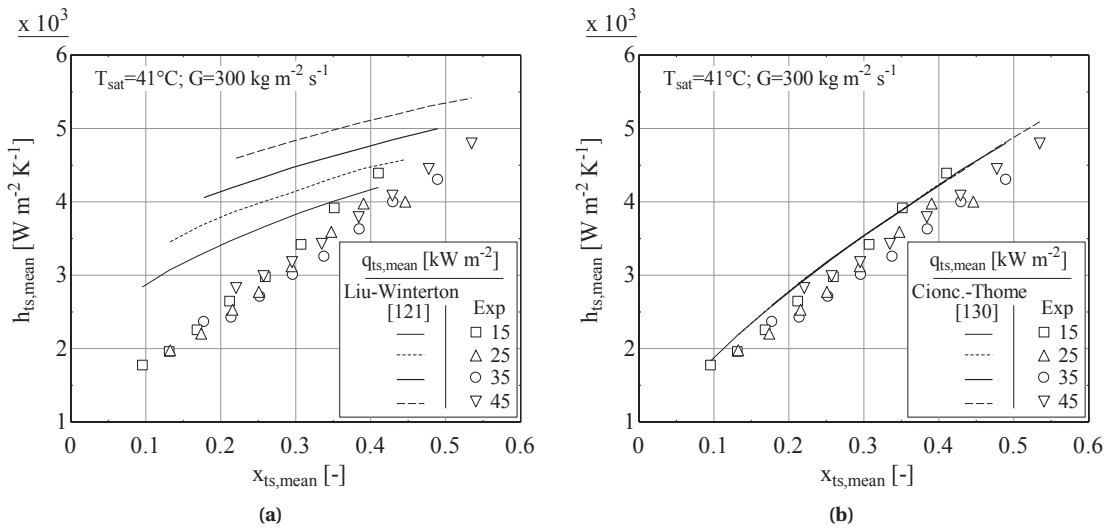 x 10³
T_sat=41°C; G=300 kg m⁻² s⁻¹
h_ts,mean [W m⁻² K⁻¹]
6
5
4
3
2
1
q_ts,mean [kW m⁻²]
Liu-Winterton
[121]
Exp
15
25
35
45
0 0.1 0.2 0.3 0.4 0.5 0.6
x_ts,mean [-]
(a)
x 10³
T_sat=41°C; G=300 kg m⁻² s⁻¹
h_ts,mean [W m⁻² K⁻¹]
6
5
4
3
2
1
q_ts,mean [kW m⁻²]
Cionc.-Thome
[130]
Exp
15
25
35
45
0 0.1 0.2 0.3 0.4 0.5 0.6
x_ts,mean [-]
(b)